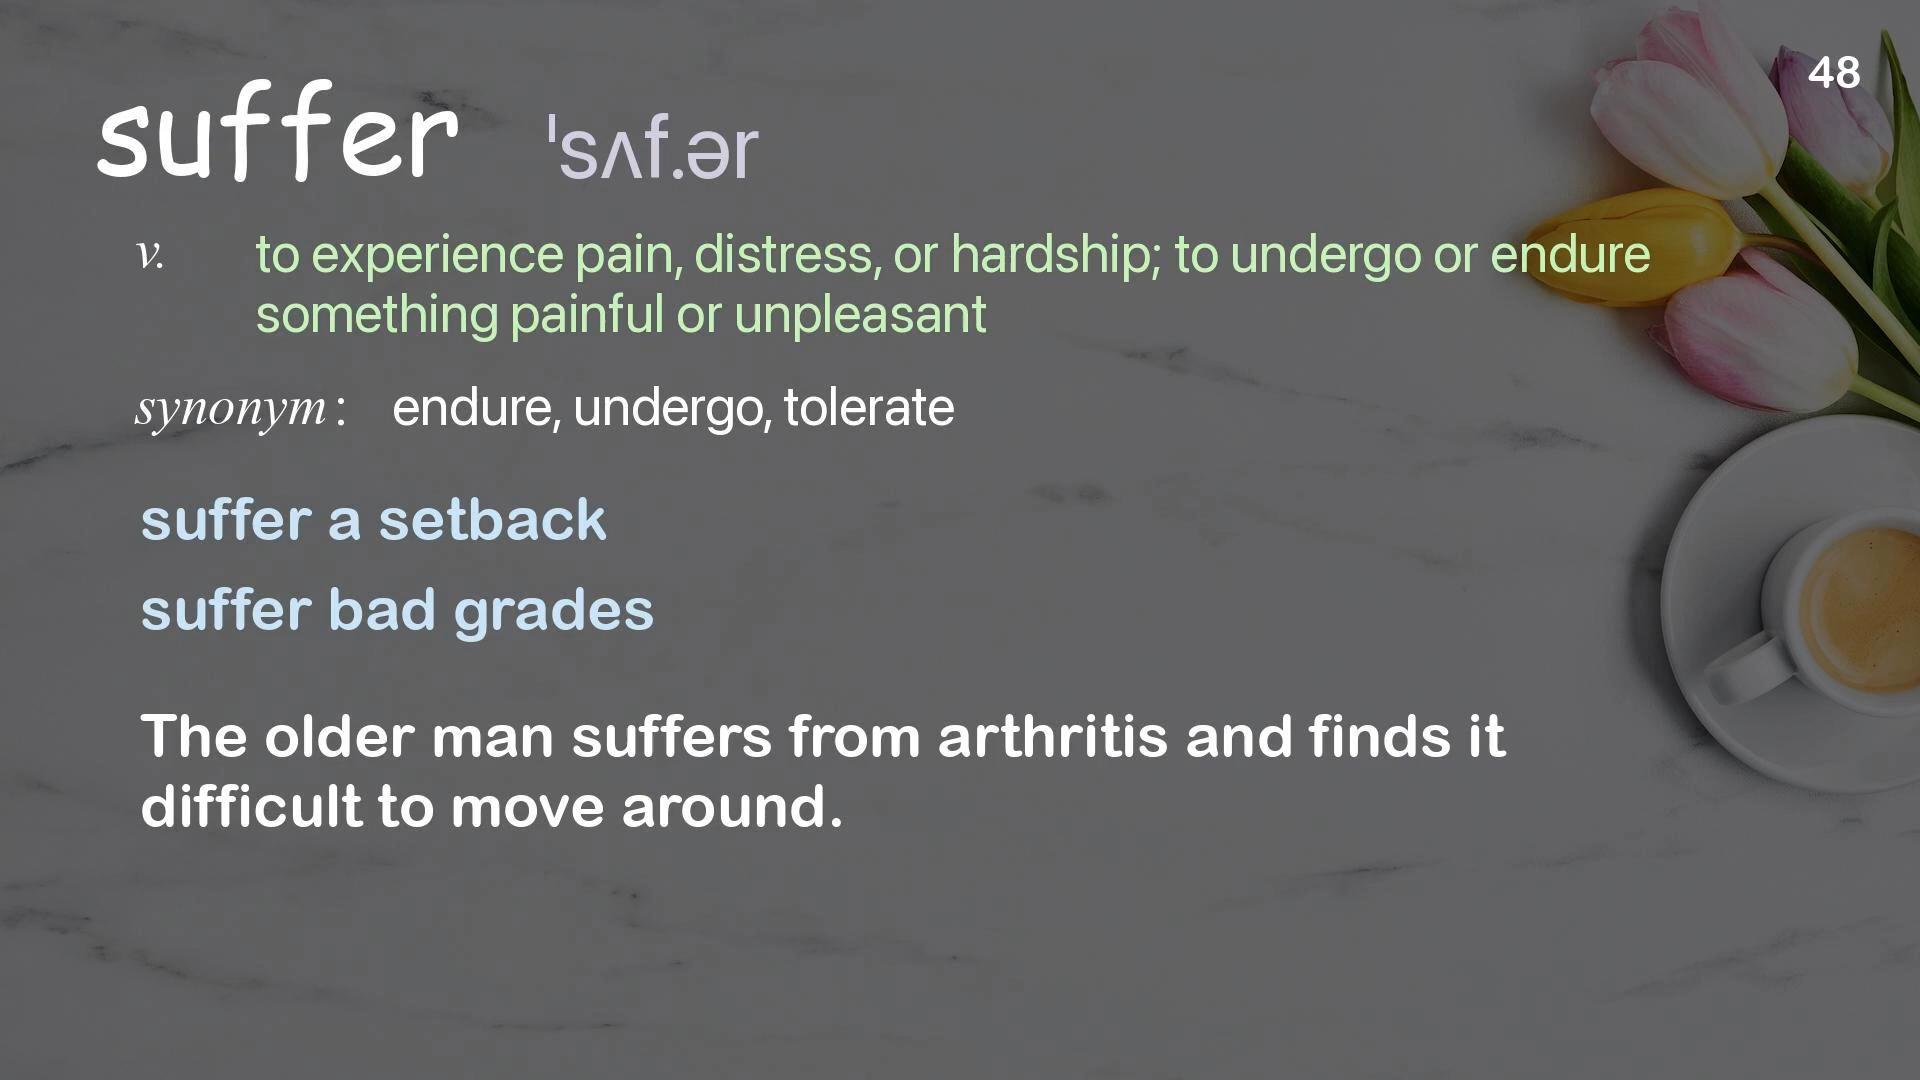 48
suffer ˈsʌf.ər
v. to experience pain, distress, or hardship; to undergo or endure
something painful or unpleasant
synonym : endure, undergo, tolerate
suffer a setback
suffer bad grades
The older man suffers from arthritis and finds it
difficult to move around.